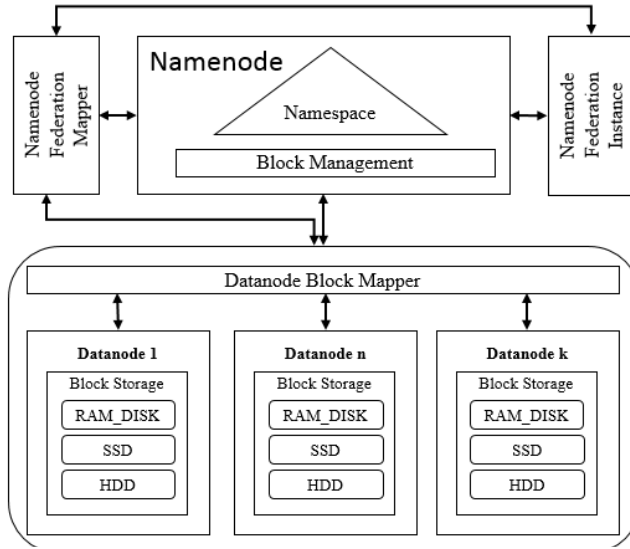 Namenode
Federation
Mapper
Namenode
Namespace
Block Management
Namenode
Federation
Instance
Datanode Block Mapper
Datanode 1
Block Storage
RAM_DISK
SSD
HDD
Datanode n
Block Storage
RAM_DISK
SSD
HDD
Datanode k
Block Storage
RAM_DISK
SSD
HDD